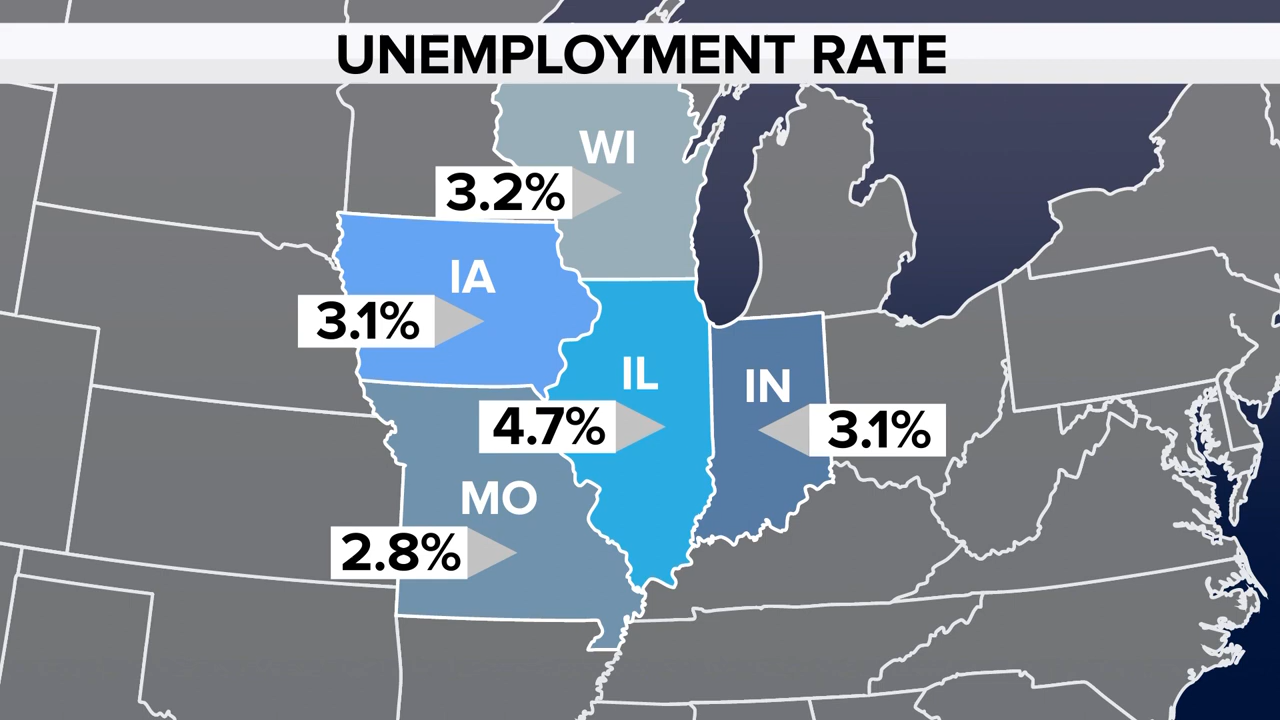 UNEMPLOYMENT RATE
WI
3.2%
IA
3.1%
IL
4.7%
IN
3.1%
MO
2.8%